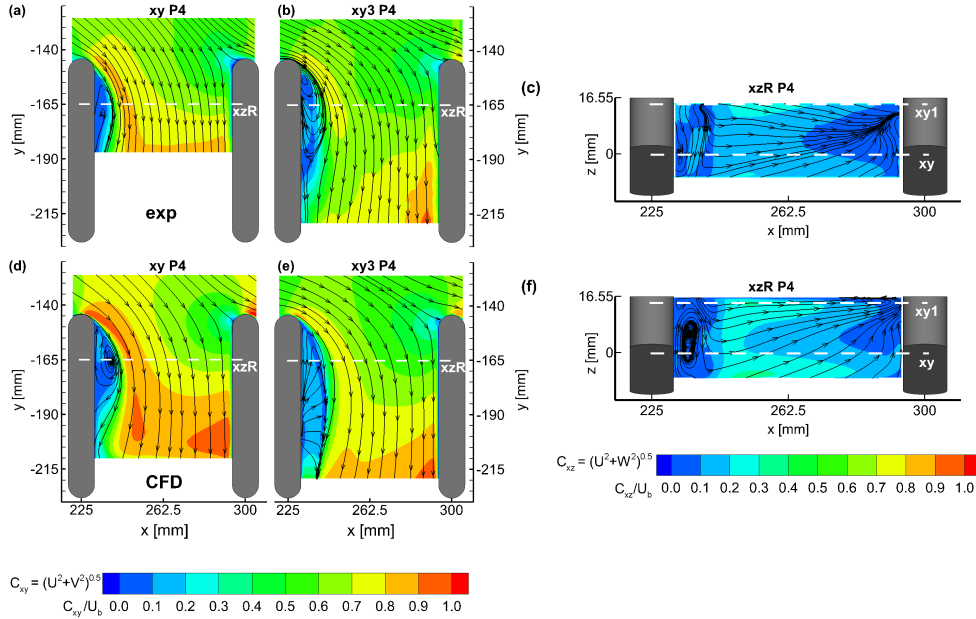 (a) xy P4
(b) xy3 P4
y [mm]
-140
-165
-190
-215
xzR
exp
xzR
-140
-165
-190
-215
y [mm]
(c) xzR P4
16.55
0
z [mm]
xy1
xy
225 262.5 300
x [mm]
(d) xy P4
(e) xy3 P4
y [mm]
-140
-165
-190
-215
xzR
CFD
xzR
-140
-165
-190
-215
y [mm]
225 262.5 300
x [mm]
225 262.5 300
x [mm]
(f) xzR P4
16.55
0
z [mm]
xy1
xy
225 262.5 300
x [mm]
Cxz = (U²+W²)^0.5
Cxz/Ub 0.0 0.1 0.2 0.3 0.4 0.5 0.6 0.7 0.8 0.9 1.0
Cxy = (U²+V²)^0.5
Cxy/Ub 0.0 0.1 0.2 0.3 0.4 0.5 0.6 0.7 0.8 0.9 1.0